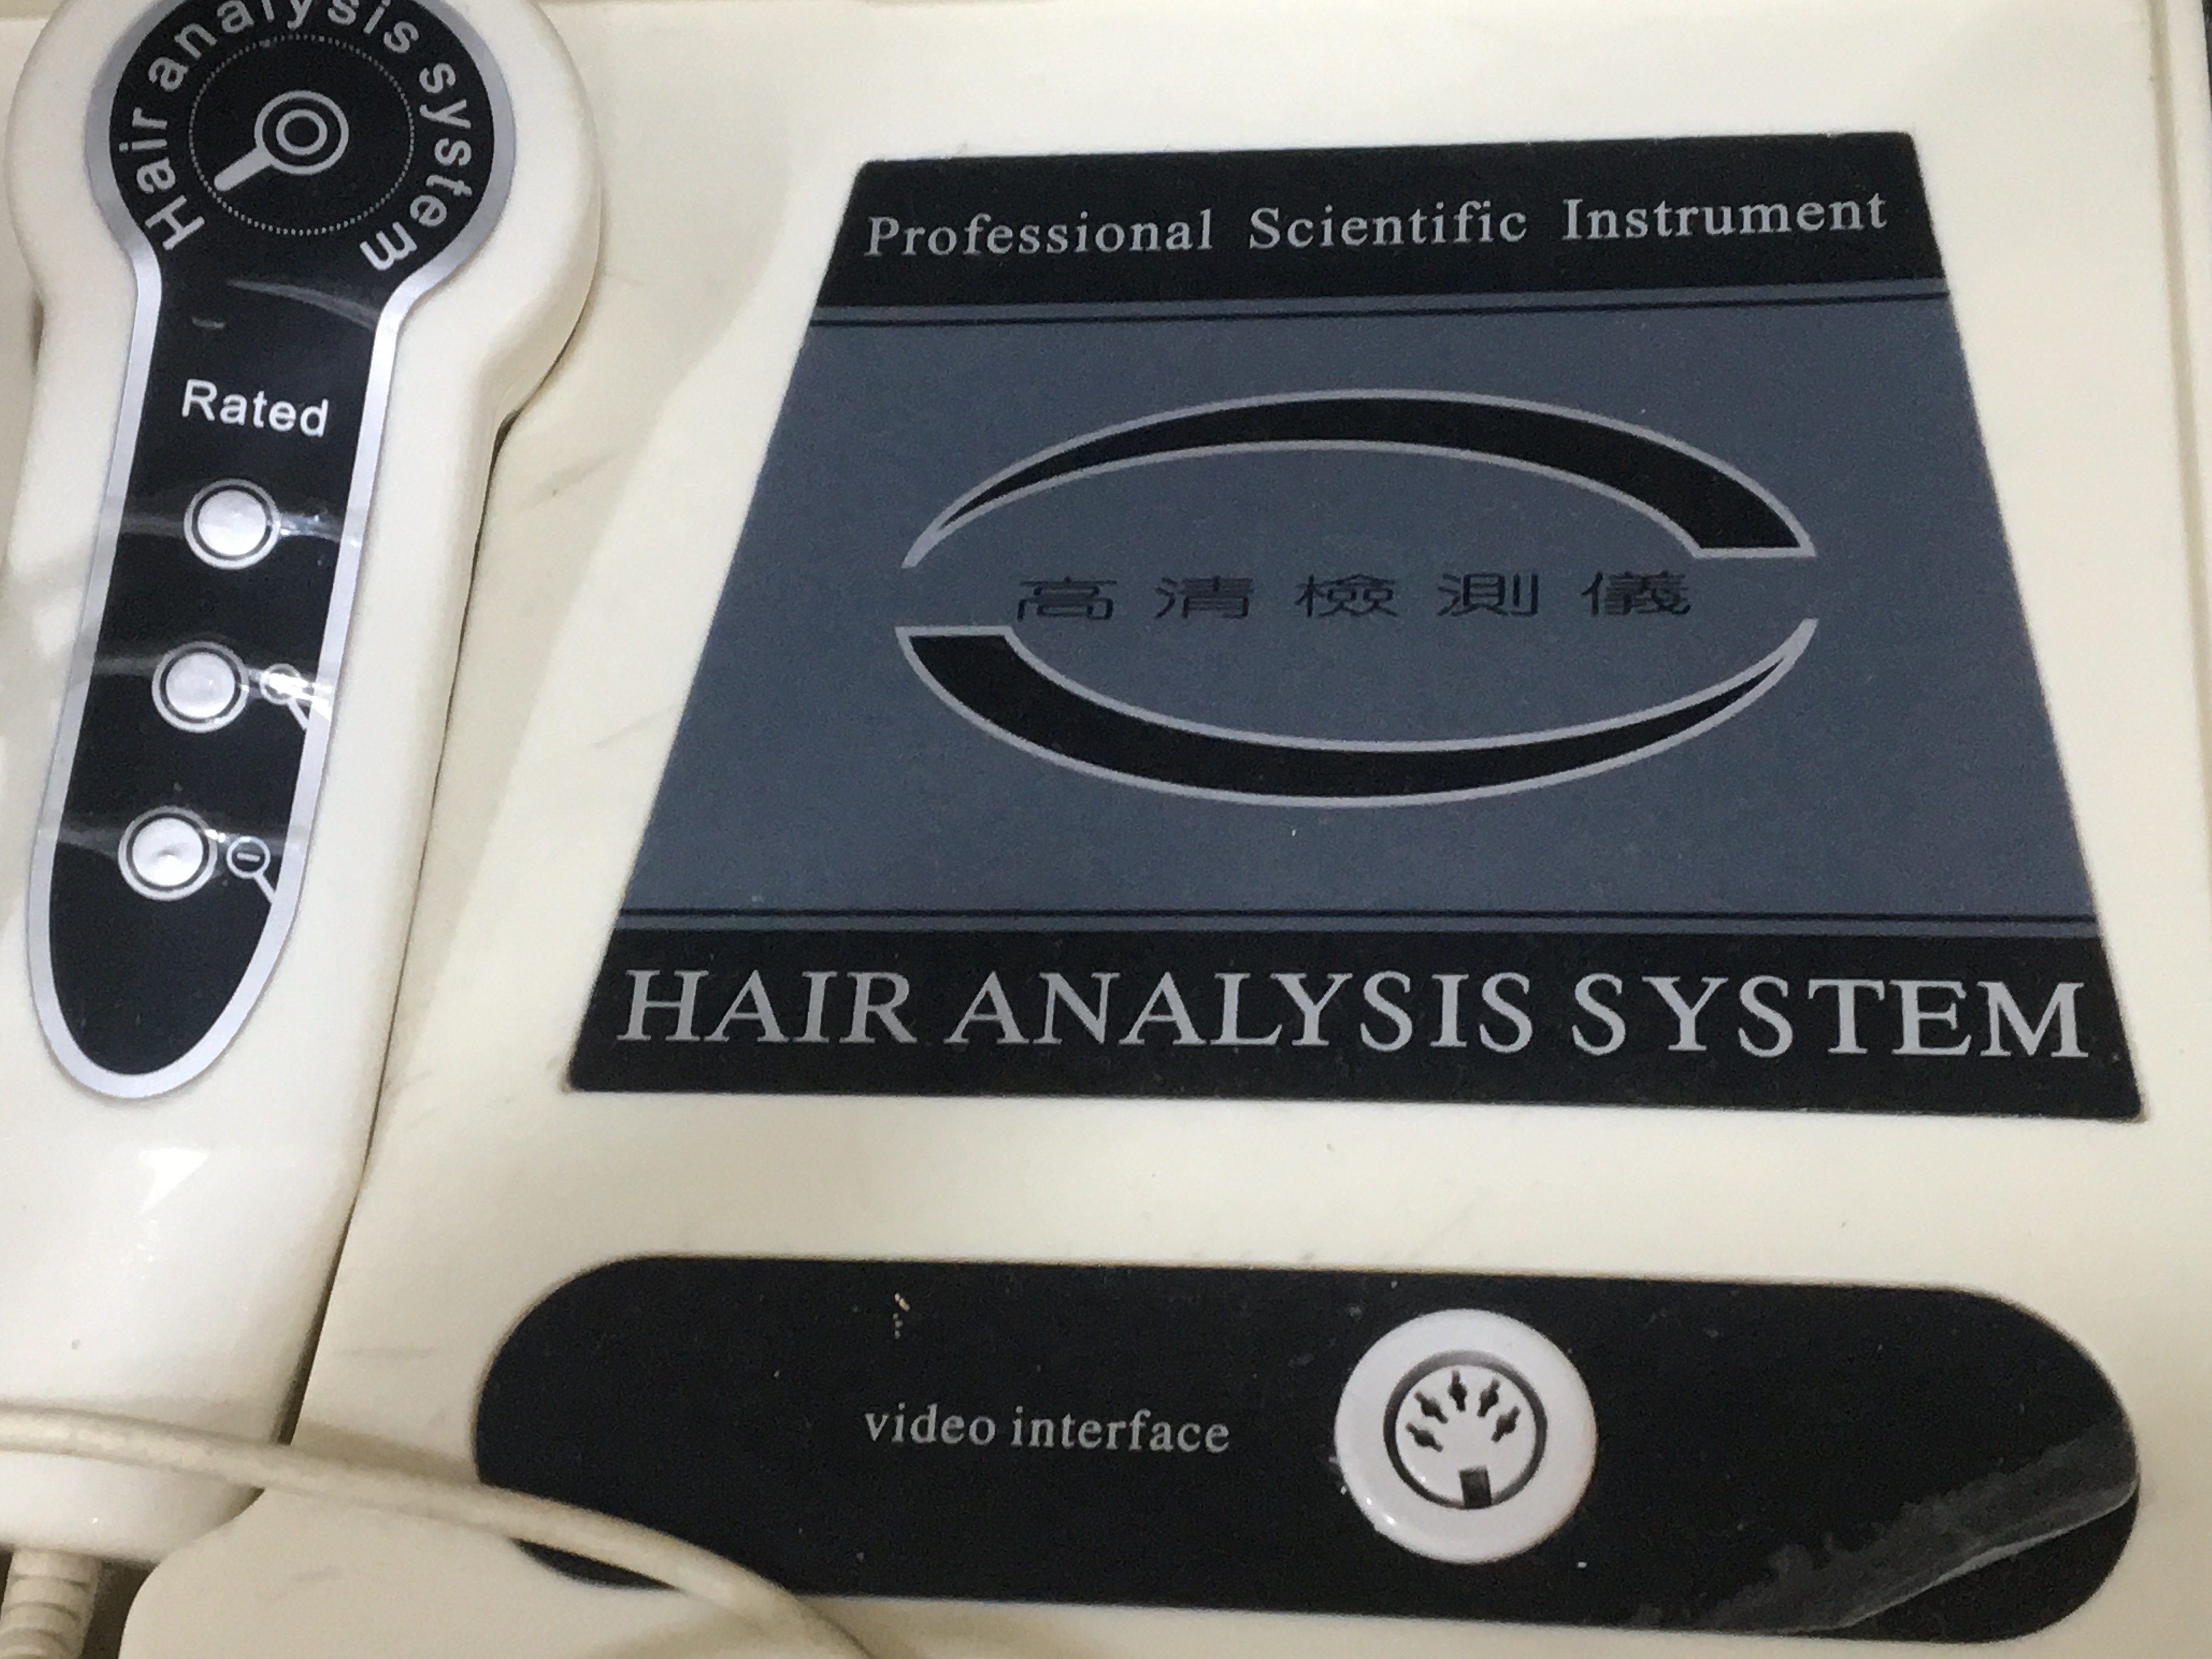 Hair analysis system
Rated
Professional Scientific Instrument
高清檢測儀
HAIR ANALYSIS SYSTEM
video interface